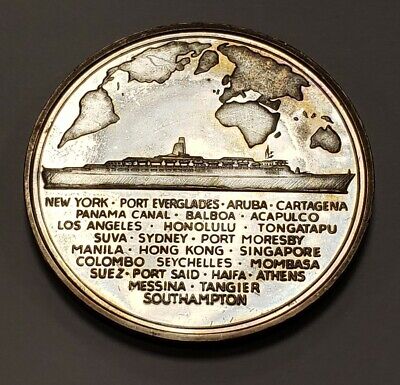 NEW YORK · PORT EVERGLADES · ARUBA · CARTAGENA
PANAMA CANAL · BALBOA · ACAPULCO
LOS ANGELES · HONOLULU · TONGATAPU
SUVA · SYDNEY · PORT MORESBY
MANILA · HONG KONG · SINGAPORE
COLOMBO SEYCHELLES · MOMBASA
SUEZ · PORT SAID · HAIFA · ATHENS
MESSINA · TANGIER
SOUTHAMPTON